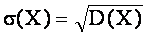 σ(X) = √D(X)